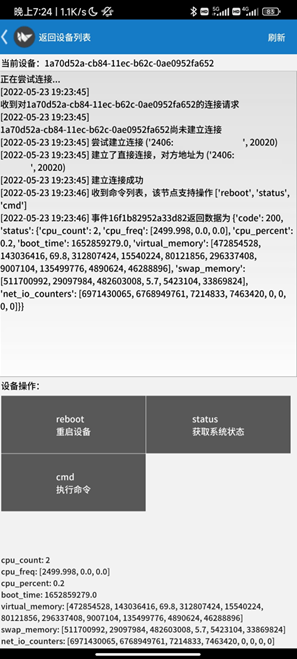 晚上7:24 | 1.1K/s
5G
4G
83
返回设备列表
刷新
当前设备：1a70d52a-cb84-11ec-b62c-0ae0952fa652
正在尝试连接...
[2022-05-23 19:23:45]
收到对1a70d52a-cb84-11ec-b62c-0ae0952fa652的连接请求
[2022-05-23 19:23:45]
1a70d52a-cb84-11ec-b62c-0ae0952fa652尚未建立连接
[2022-05-23 19:23:45] 尝试建立连接 ('2406: ', 20020)
[2022-05-23 19:23:45] 建立了直接连接，对方地址为 ('2406:
', 20020)
[2022-05-23 19:23:45] 建立连接成功
[2022-05-23 19:23:46] 收到命令列表，该节点支持操作 ['reboot', 'status',
'cmd']
[2022-05-23 19:23:46] 事件16f1b82952a33d82返回数据为 {'code': 200,
'status': {'cpu_count': 2, 'cpu_freq': [2499.998, 0.0, 0.0], 'cpu_percent':
0.2, 'boot_time': 1652859279.0, 'virtual_memory': [472854528,
143036416, 69.8, 312807424, 15540224, 80121856, 296337408,
9007104, 135499776, 4890624, 46288896], 'swap_memory':
[511700992, 29097984, 482603008, 5.7, 5423104, 33869824],
'net_io_counters': [6971430065, 6768949761, 7214833, 7463420, 0, 0,
0, 0]}}
设备操作:
reboot
重启设备
status
获取系统状态
cmd
执行命令
cpu_count: 2
cpu_freq: [2499.998, 0.0, 0.0]
cpu_percent: 0.2
boot_time: 1652859279.0
virtual_memory: [472854528, 143036416, 69.8, 312807424, 15540224,
80121856, 296337408, 9007104, 135499776, 4890624, 46288896]
swap_memory: [511700992, 29097984, 482603008, 5.7, 5423104, 33869824]
net_io_counters: [6971430065, 6768949761, 7214833, 7463420, 0, 0, 0, 0]